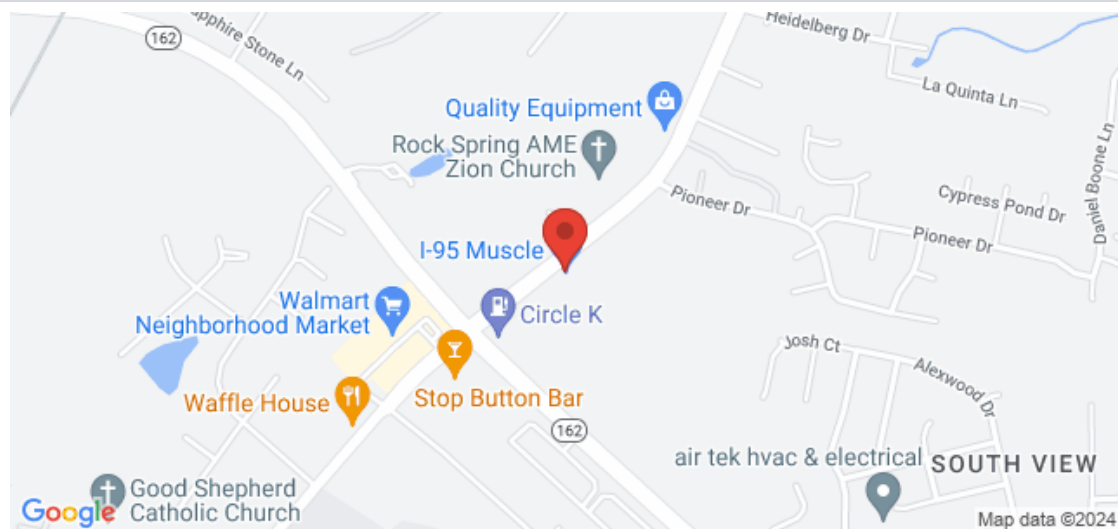 162
apphire Stone Ln
Heidelberg Dr
La Quinta Ln
Quality Equipment
Rock Spring AME
Zion Church
Pioneer Dr
Cypress Pond Dr
Daniel Boone Ln
Pioneer Dr
I-95 Muscle
Walmart
Neighborhood Market
Circle K
Josh Ct
Alexwood Dr
Waffle House
Stop Button Bar
162
air tek hvac & electrical
SOUTH VIEW
Good Shepherd
Catholic Church
Google
Map data ©2024